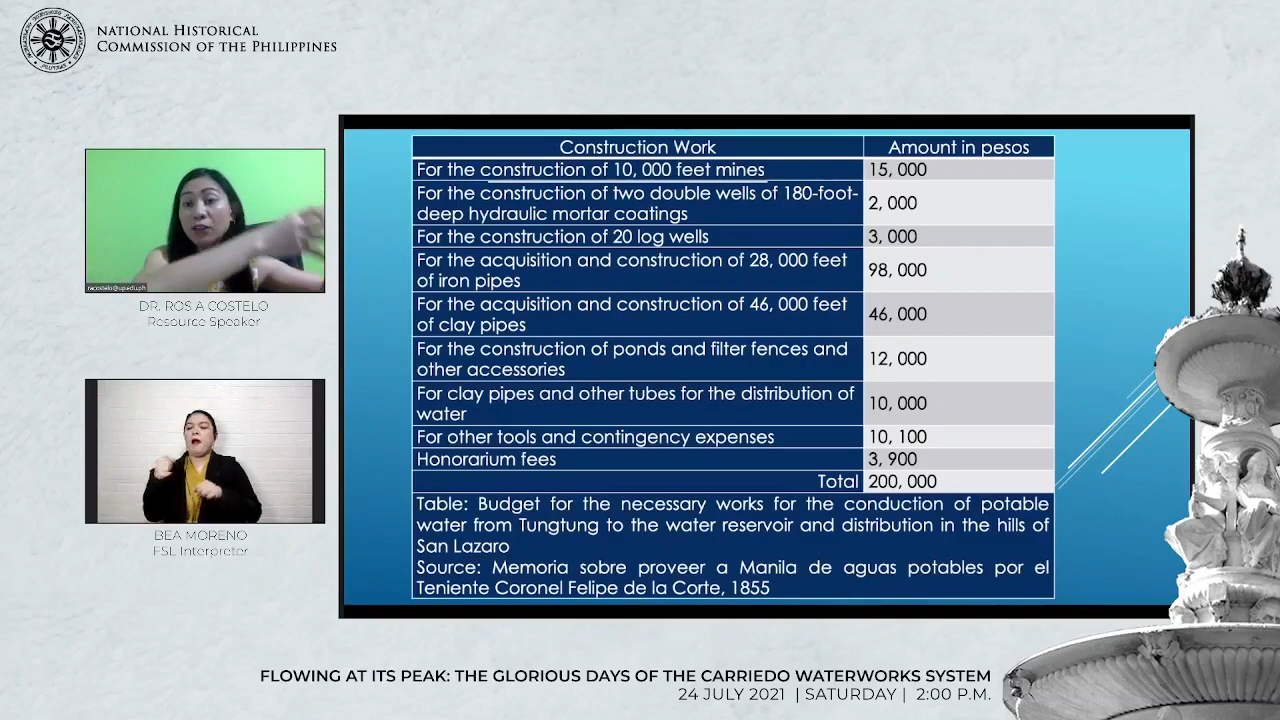 NATIONAL HISTORICAL
COMMISSION OF THE PHILIPPINES
racostelo@up.edu.ph
DR. ROS A COSTELO
Resource Speaker
BEA MORENO
FSL Interpreter
Construction Work Amount in pesos
For the construction of 10, 000 feet mines 15, 000
For the construction of two double wells of 180-foot-
deep hydraulic mortar coatings 2, 000
For the construction of 20 log wells 3, 000
For the acquisition and construction of 28, 000 feet
of iron pipes 98, 000
For the acquisition and construction of 46, 000 feet
of clay pipes 46, 000
For the construction of ponds and filter fences and
other accessories 12, 000
For clay pipes and other tubes for the distribution of
water 10, 000
For other tools and contingency expenses 10, 100
Honorarium fees 3, 900
Total 200, 000
Table: Budget for the necessary works for the conduction of potable
water from Tungtung to the water reservoir and distribution in the hills of
San Lazaro
Source: Memoria sobre proveer a Manila de aguas potables por el
Teniente Coronel Felipe de la Corte, 1855
FLOWING AT ITS PEAK: THE GLORIOUS DAYS OF THE CARRIEDO WATERWORKS SYSTEM
24 JULY 2021 | SATURDAY | 2:00 P.M.